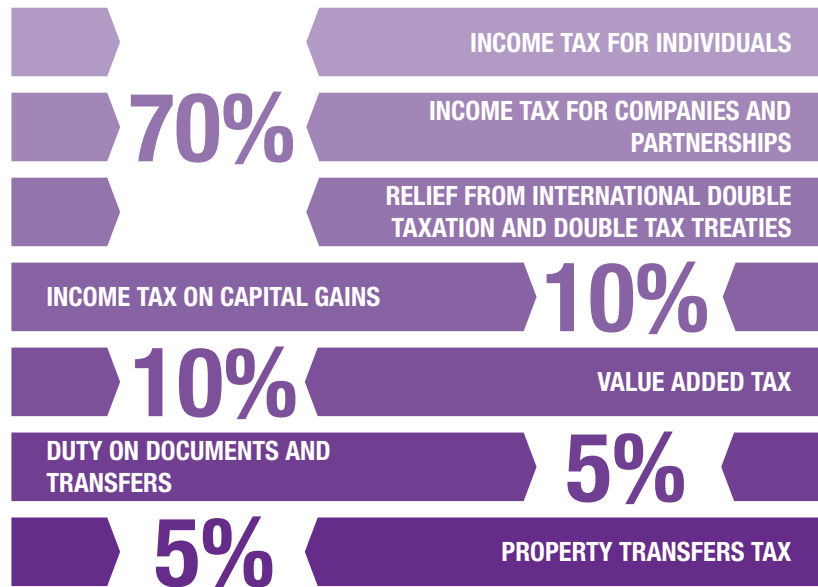 INCOME TAX FOR INDIVIDUALS
70%
INCOME TAX FOR COMPANIES AND
PARTNERSHIPS
RELIEF FROM INTERNATIONAL DOUBLE
TAXATION AND DOUBLE TAX TREATIES
INCOME TAX ON CAPITAL GAINS
10%
10%
VALUE ADDED TAX
DUTY ON DOCUMENTS AND
TRANSFERS
5%
5%
PROPERTY TRANSFERS TAX